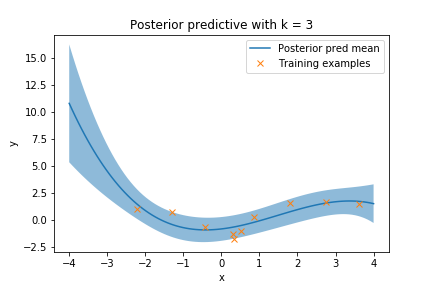 Posterior predictive with k = 3
Posterior pred mean
Training examples
15.0
12.5
10.0
7.5
5.0
2.5
0.0
−2.5
y
−4 −3 −2 −1 0 1 2 3 4
x